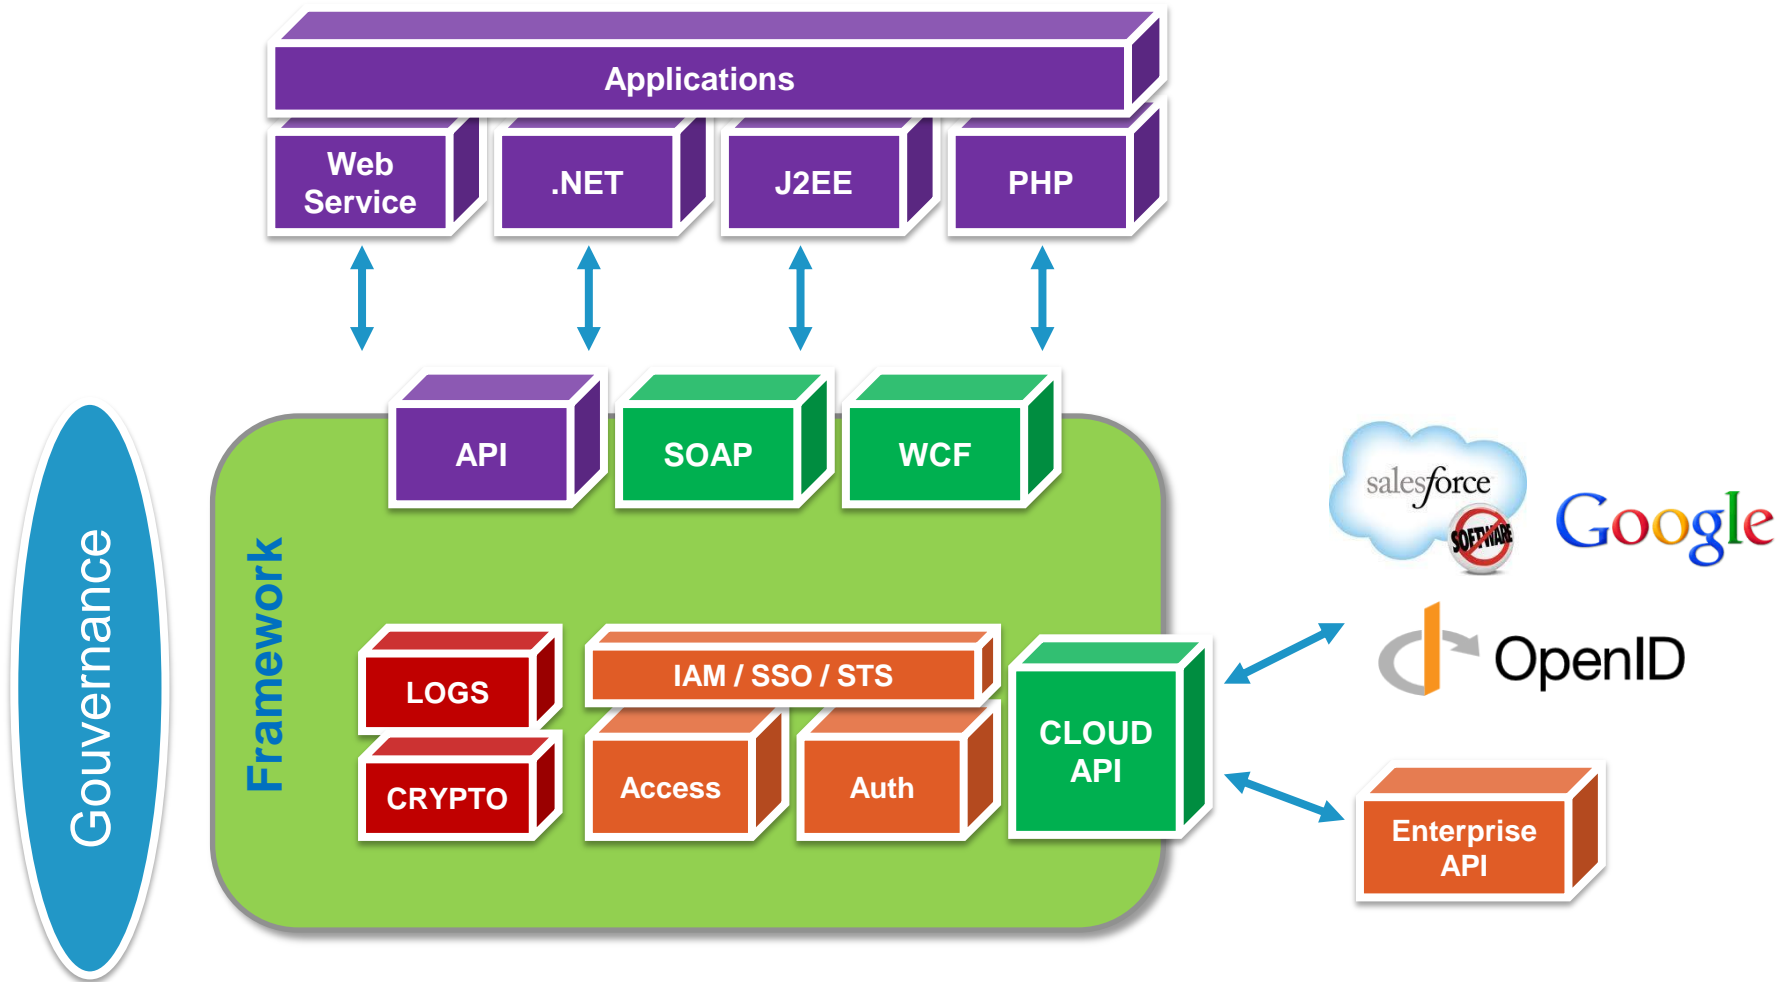 Applications
Web
Service
.NET
J2EE
PHP
API
SOAP
WCF
Gouvernance
Framework
LOGS
CRYPTO
IAM / SSO / STS
Access
Auth
CLOUD
API
salesforce
SOFTWARE
Google
OpenID
Enterprise
API